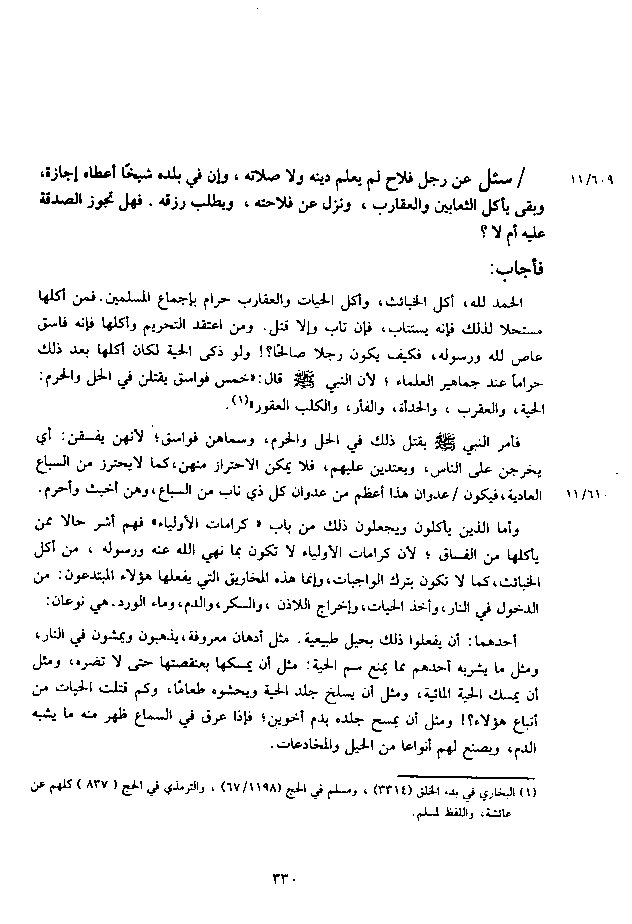 ١١/٦٠٩ / سئل عن رجل فلاح لم يعلم دينه ولا صلاته ، وإن في بلده شيخًا أعطاه إجازة،
وبقى يأكل الثعابين والعقارب ، ونزل عن فلاحته ، ويطلب رزقه . فهل تجوز الصدقة
عليه أم لا ؟
فأجاب:
الحمد لله، أكل الخبائث، وأكل الحيات والعقارب حرام بإجماع المسلمين. فمن أكلها
مستحلا لذلك فإنه يستتاب، فإن تاب وإلا قتل. ومن اعتقد التحريم وأكلها فإنه فاسق
عاص لله ورسوله، فكيف يكون رجلا صالحًا؟! ولو ذكى الحية لكان أكلها بعد ذلك
حرامًا عند جماهير العلماء ؛ لأن النبي ﷺ قال:«خمس فواسق يقتلن في الحل والحرم:
الحية، والعقرب ، والحدأة، والفأر، والكلب العقور»(١).
فأمر النبي ﷺ بقتل ذلك في الحل والحرم، وسماهن فواسق؛ لأنهن يفسقن: أي
يخرجن على الناس، ويعتدين عليهم، فلا يمكن الاحتراز منهن،كما لايحترز من السباع
١١/٦١٠ العادية،فيكون / عدوان هذا أعظم من عدوان كل ذي ناب من السباع،وهن أخبث وأحرم.
وأما الذين يأكلون ويجعلون ذلك من باب « كرامات الأولياء» فهم أشر حالا ممن
يأكلها من الفساق ؛ لأن كرامات الأولياء لا تكون بما نهي الله عنه ورسوله ، من أكل
الخبائث،كما لا تكون بترك الواجبات،وإنما هذه المخاريق التي يفعلها هؤلاء المبتدعون: من
الدخول في النار،وأخذ الحيات،وإخراج اللاذن ،والسكر،والدم،وماء الورد.هي نوعان:
أحدهما: أن يفعلوا ذلك بحيل طبيعية. مثل أدهان معروفة،يذهبون ويمشون في النار،
ومثل ما يشربه أحدهم مما يمنع سم الحية: مثل أن يمسكها بعنقصتها حتى لا تضره، ومثل
أن يمسك الحية المائية، ومثل أن يسلخ جلد الحية ويحشوه طعامًا، وكم قتلت الحيات من
أتباع هؤلاء؟! ومثل أن يمسح جلده بدم أخوين؛ فإذا عرق في السماع ظهر منه ما يشبه
الدم، ويصنع لهم أنواعا من الحيل والمخادعات.
(١) البخاري في بدء الخلق (٣٣١٤) ، ومسلم في الحج (٦٧/١١٩٨) ، والترمذي في الحج ( ٨٣٧ ) كلهم عن
عائشة، واللفظ لمسلم.
٣٣٠